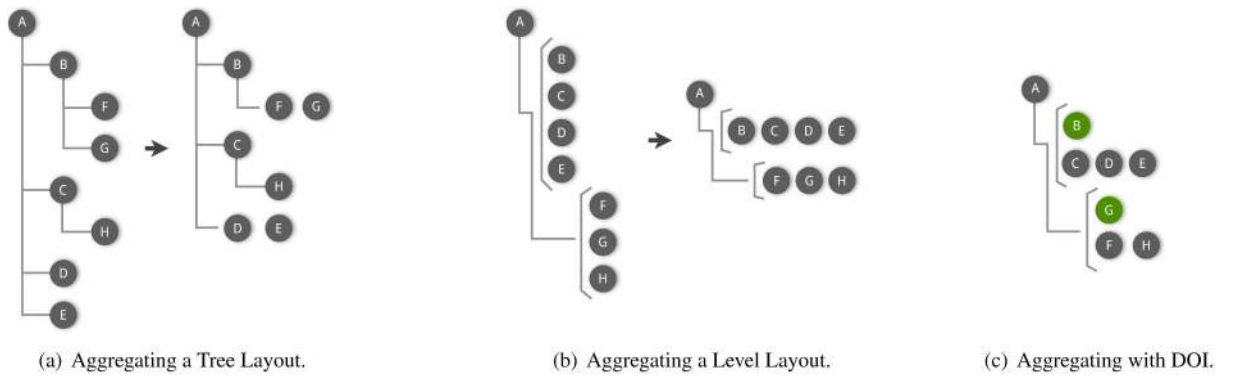 A
B
F
G
C
H
D
E
A
B
F G
C
H
D E
(a) Aggregating a Tree Layout.
A
B
C
D
E
F
G
H
A
B C D E
F G H
(b) Aggregating a Level Layout.
A
B
C D E
G
F H
(c) Aggregating with DOI.